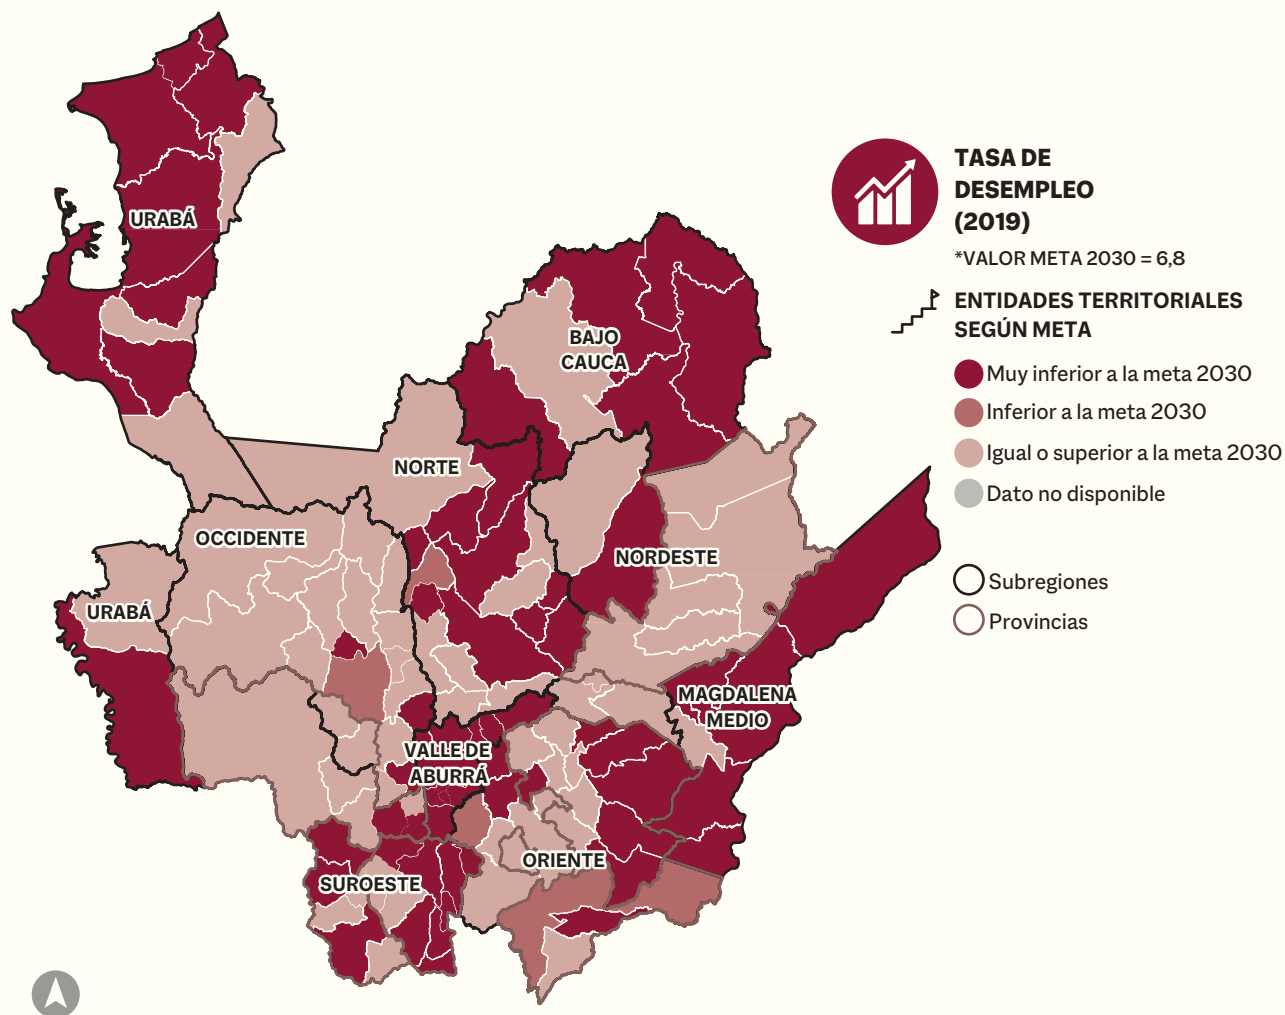 TASA DE
DESEMPLEO
(2019)
*VALOR META 2030 = 6,8
ENTIDADES TERRITORIALES
SEGÚN META
Muy inferior a la meta 2030
Inferior a la meta 2030
Igual o superior a la meta 2030
Dato no disponible
Subregiones
Provincias
URABÁ
BAJO
CAUCA
NORTE
OCCIDENTE
NORDESTE
URABÁ
MAGDALENA
MEDIO
VALLE DE
ABURRÁ
ORIENTE
SUROESTE